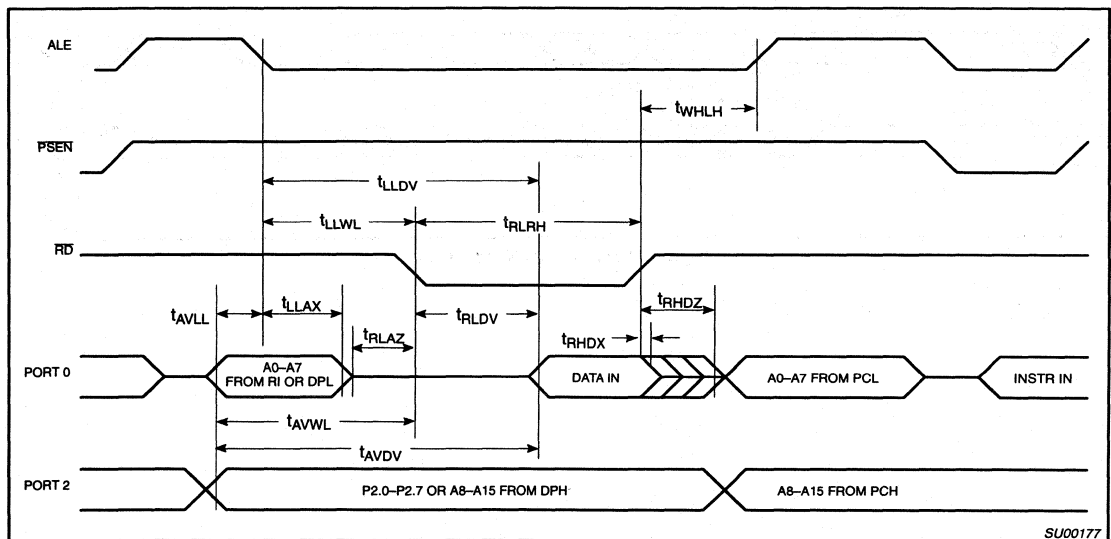 ALE
tWHLH
PSEN
tLLDV
tLLWL
tRLRH
RD
tAVLL
tLLAX
tRLAZ
tRLDV
tRHDZ
tRHDX
PORT 0
A0–A7
FROM RI OR DPL
DATA IN
A0–A7 FROM PCL
INSTR IN
tAVWL
tAVDV
PORT 2
P2.0–P2.7 OR A8–A15 FROM DPH
A8–A15 FROM PCH
SU00177